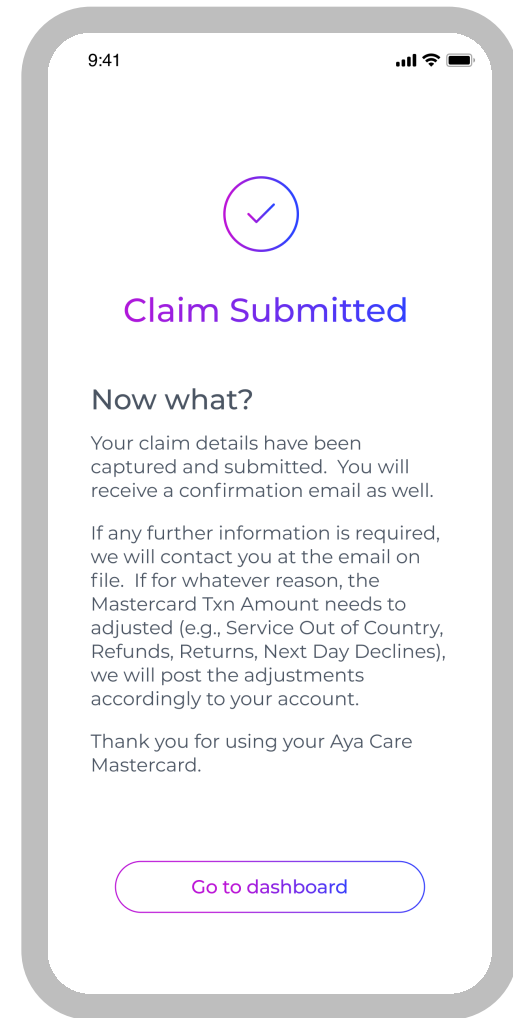 9:41
Claim Submitted
Now what?
Your claim details have been
captured and submitted.  You will
receive a confirmation email as well.
If any further information is required,
we will contact you at the email on
file.  If for whatever reason, the
Mastercard Txn Amount needs to
adjusted (e.g., Service Out of Country,
Refunds, Returns, Next Day Declines),
we will post the adjustments
accordingly to your account.
Thank you for using your Aya Care
Mastercard.
Go to dashboard